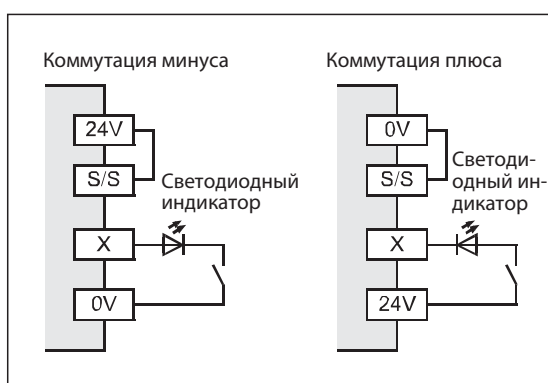 Коммутация минуса
24V
S/S
Светодиодный
индикатор
X
0V
Коммутация плюса
0V
S/S
Светоди-
одный ин-
дикатор
X
24V